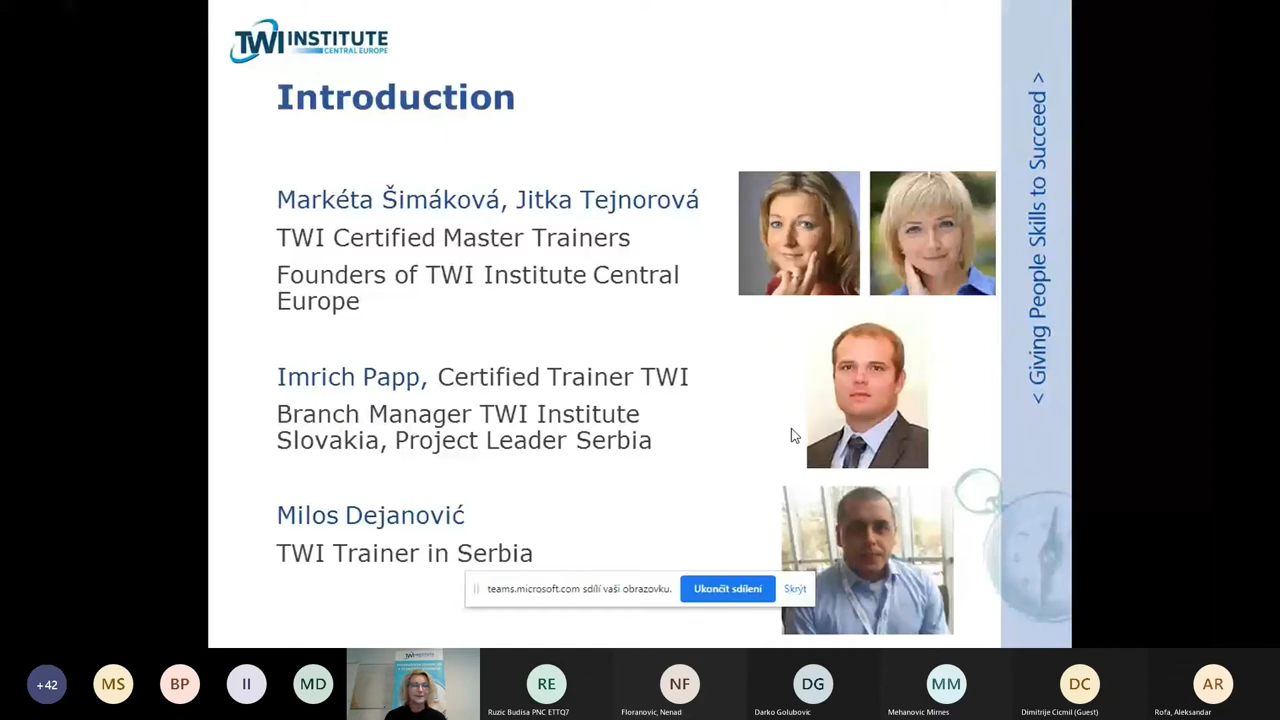 TWI INSTITUTE
CENTRAL EUROPE
Introduction
Markéta Šimáková, Jitka Tejnorová
TWI Certified Master Trainers
Founders of TWI Institute Central
Europe
Imrich Papp, Certified Trainer TWI
Branch Manager TWI Institute
Slovakia, Project Leader Serbia
Milos Dejanović
TWI Trainer in Serbia
< Giving People Skills to Succeed >
teams.microsoft.com sdílí vaši obrazovku.
Ukončit sdílení
Skrýt
+42
MS
BP
II
MD
TWI INSTITUTE
RE
Ruzic Budisa PNC ETTQ7
NF
Floranovic, Nenad
DG
Darko Golubovic
MM
Mehanovic Mirnes
DC
Dimitrije Cicmil (Guest)
AR
Rofa, Aleksandar